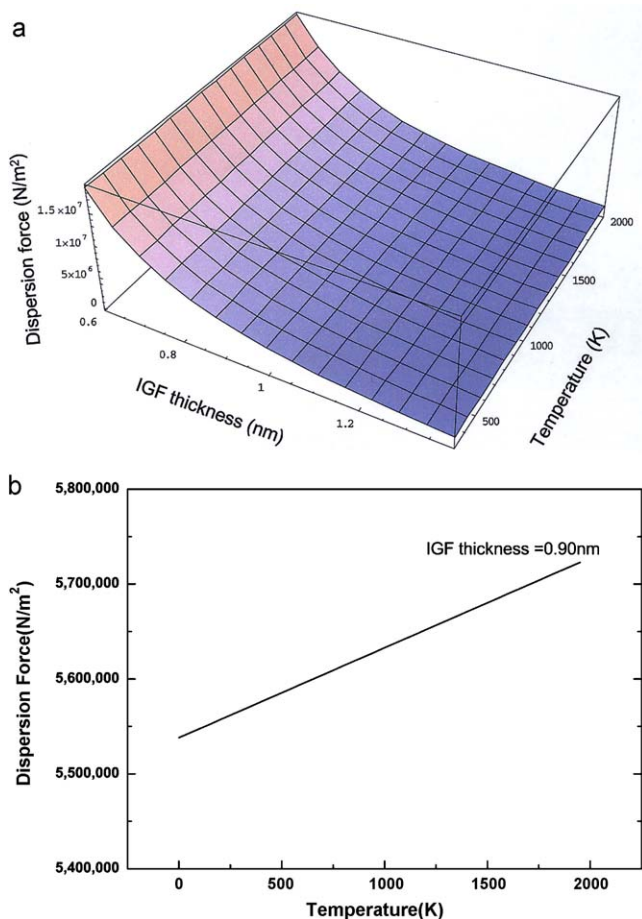 a
Dispersion force (N/m²)
1.5×10⁷
1×10⁷
5×10⁶
0
0.6
0.8
1
1.2
IGF thickness (nm)
500
1000
1500
2000
Temperature (K)
b
5,800,000
5,700,000
5,600,000
5,500,000
5,400,000
Dispersion Force(N/m²)
IGF thickness =0.90nm
0
500
1000
1500
2000
Temperature(K)